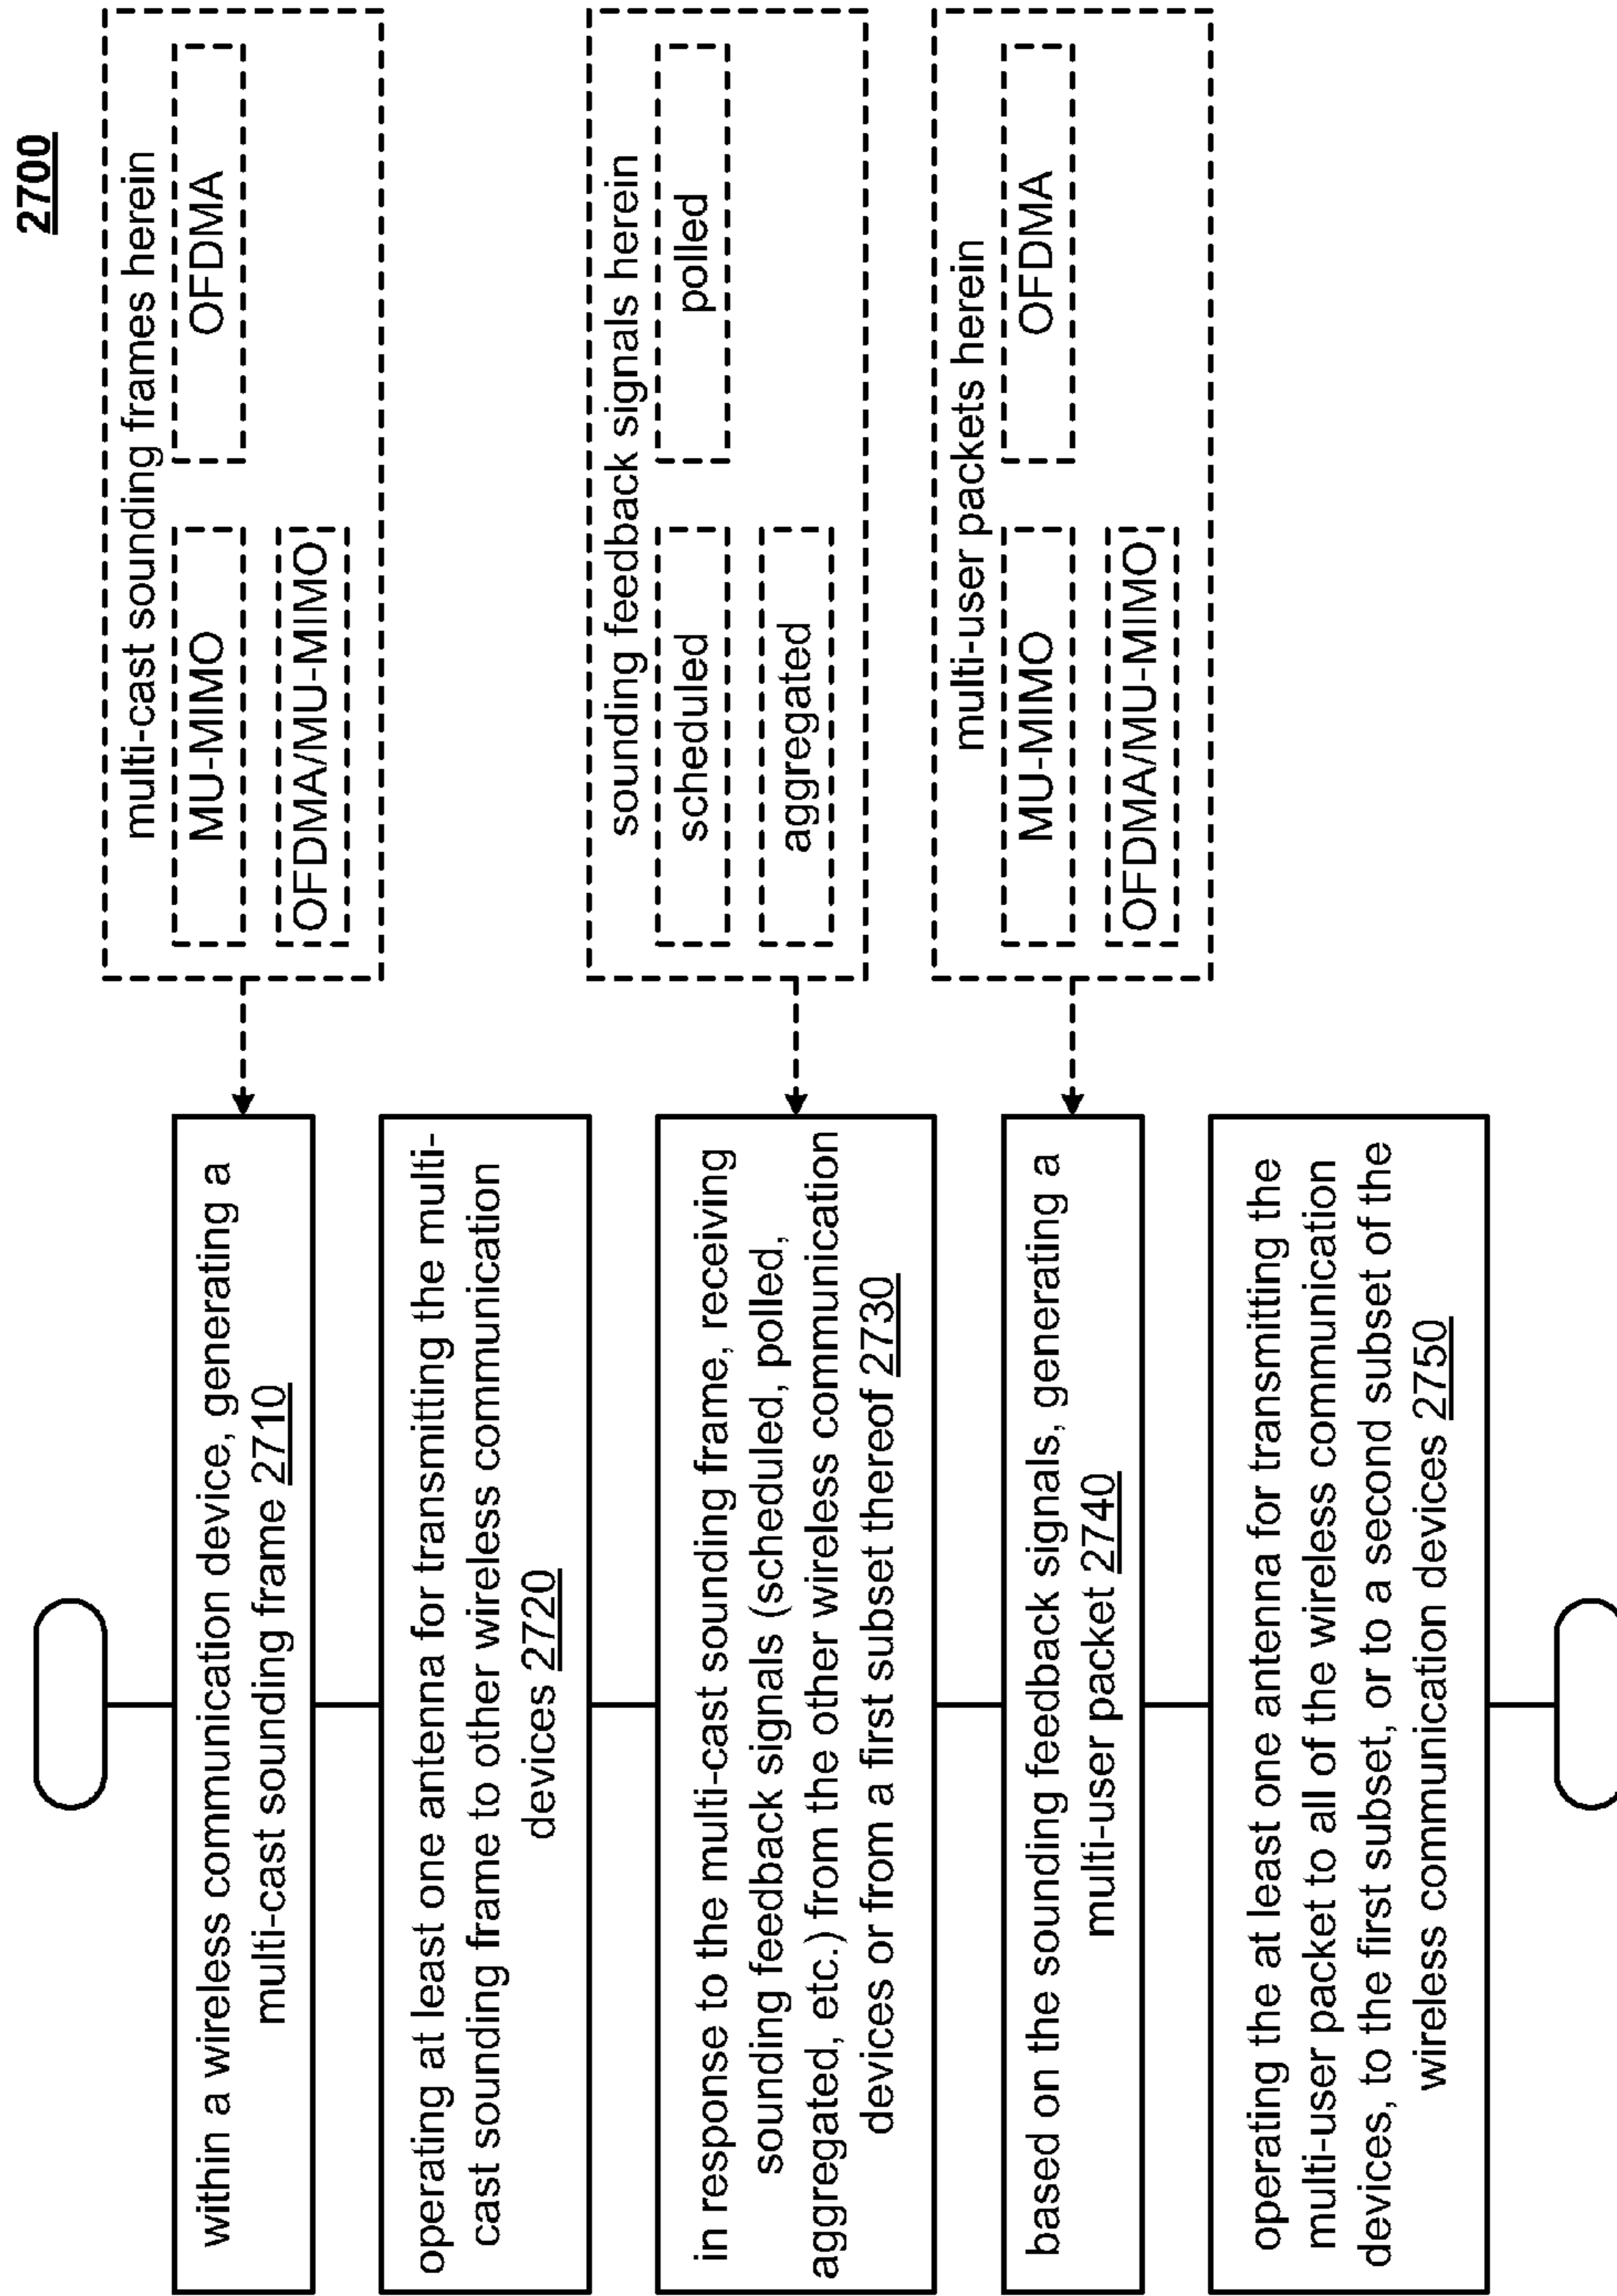 2700
within a wireless communication device, generating a
multi-cast sounding frame 2710
multi-cast sounding frames herein
MU-MIMO
OFDMA
OFDMA/MU-MIMO
operating at least one antenna for transmitting the multi-
cast sounding frame to other wireless communication
devices 2720
in response to the multi-cast sounding frame, receiving
sounding feedback signals (scheduled, polled,
aggregated, etc.) from the other wireless communication
devices or from a first subset thereof 2730
sounding feedback signals herein
scheduled
polled
aggregated
based on the sounding feedback signals, generating a
multi-user packet 2740
multi-user packets herein
MU-MIMO
OFDMA
OFDMA/MU-MIMO
operating the at least one antenna for transmitting the
multi-user packet to all of the wireless communication
devices, to the first subset, or to a second subset of the
wireless communication devices 2750